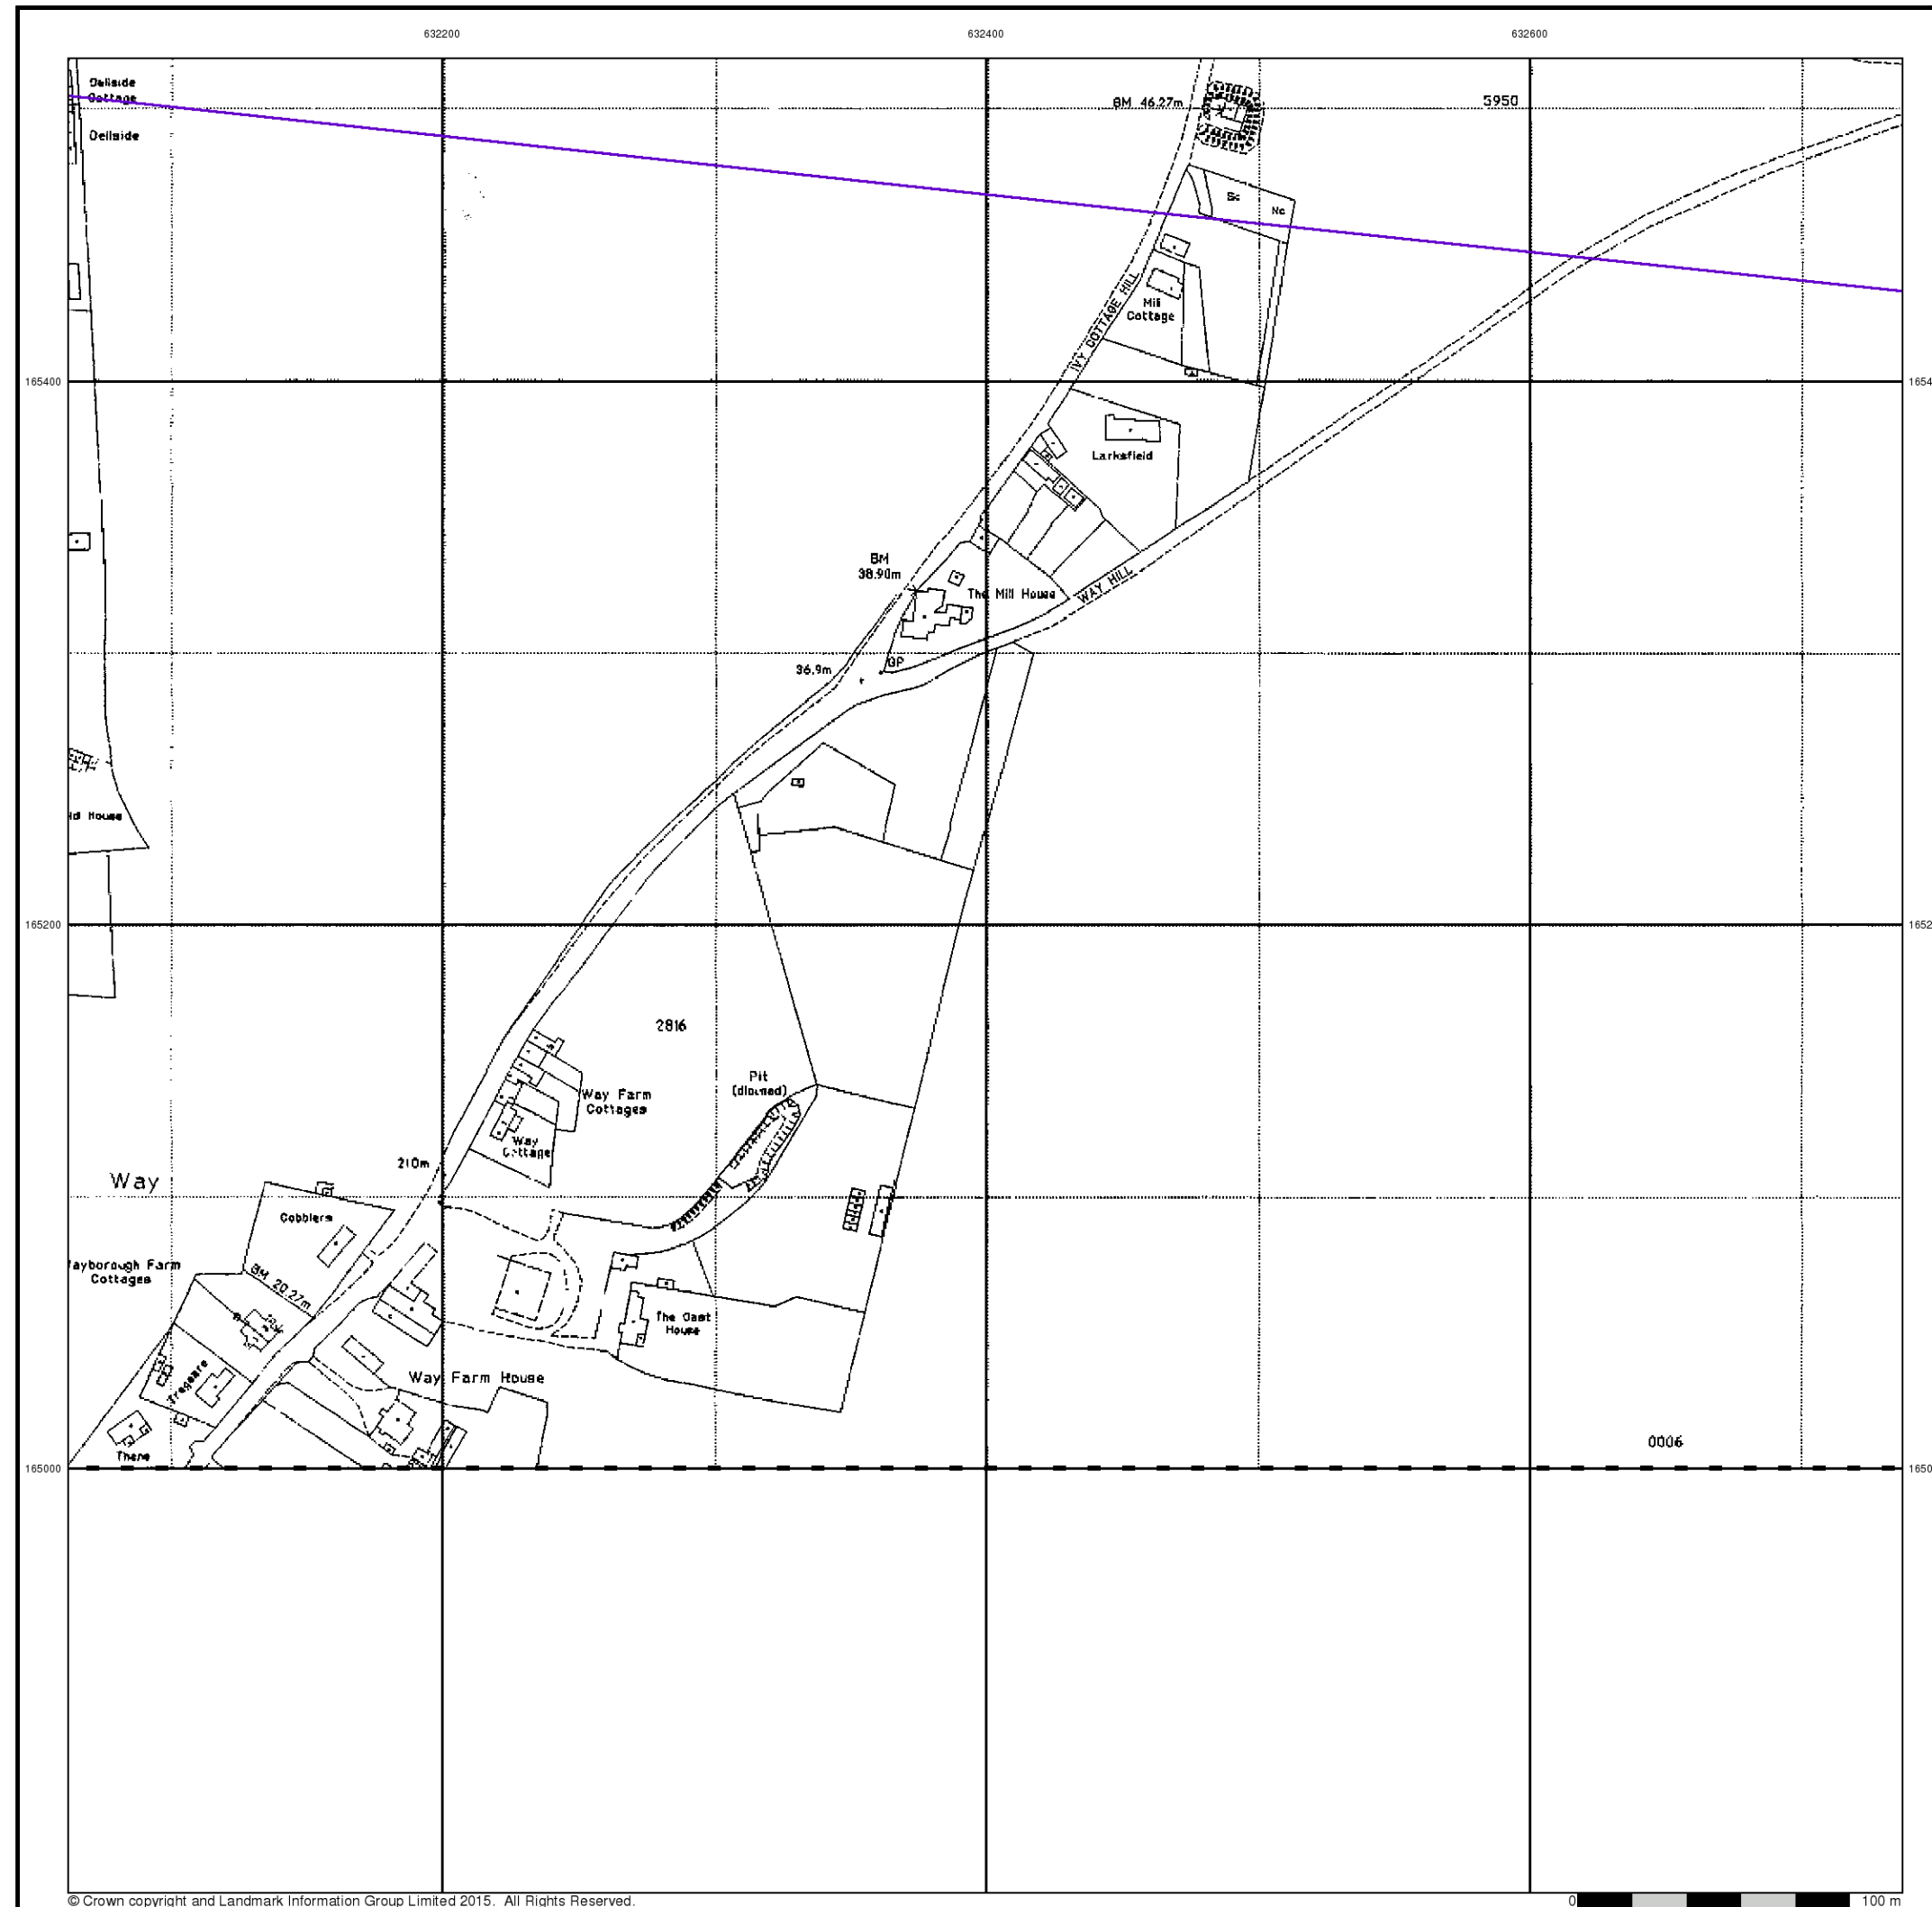 632200 632400 632600
Dellside
Cottage
Dellside
BM 46.27m
5950
Sc
Nc
IVY COTTAGE HILL
Mill
Cottage
165400
Larksfield
BM
38.90m
The Mill House
WAY HILL
GP
36.9m
House
165200
2816
Pit
(disused)
Way Farm
Cottages
Way
Cottage
21.0m
Way
Cobblers
ayborough Farm
Cottages
BM 20.27m
The Oast
House
Way Farm House
Tregeare
Thane
0006
165000
© Crown copyright and Landmark Information Group Limited 2015. All Rights Reserved.
0 100 m